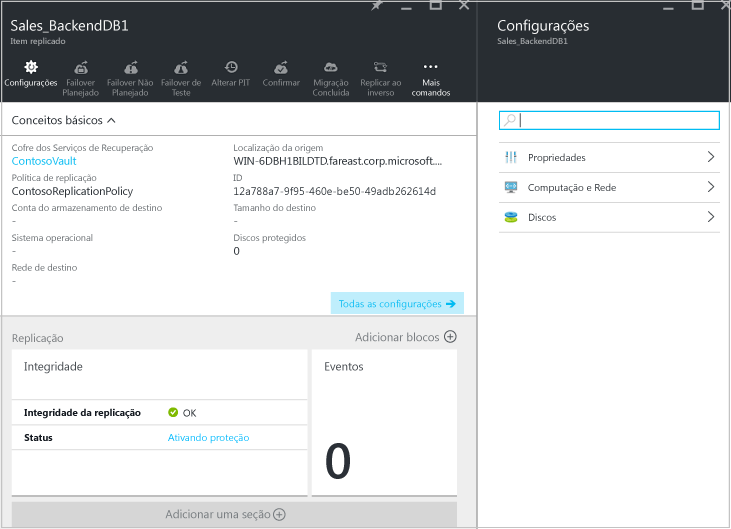 Sales_BackendDB1
Item replicado
Configurações
Failover
Planejado
Failover Não
Planejado
Failover de
Teste
Alterar PIT
Confirmar
Migração
Concluída
Replicar ao
inverso
Mais
comandos
Conceitos básicos
Cofre dos Serviços de Recuperação
ContosoVault
Localização da origem
WIN-6DBH1BILDTD.fareast.corp.microsoft....
Política de replicação
ContosoReplicationPolicy
ID
12a788a7-9f95-460e-be50-49adb262614d
Conta do armazenamento de destino
-
Tamanho do destino
-
Sistema operacional
-
Discos protegidos
0
Rede de destino
-
Todas as configurações
Replicação
Adicionar blocos
Integridade
Integridade da replicação
OK
Status
Ativando proteção
Eventos
0
Adicionar uma seção
Configurações
Sales_BackendDB1
Propriedades
Computação e Rede
Discos